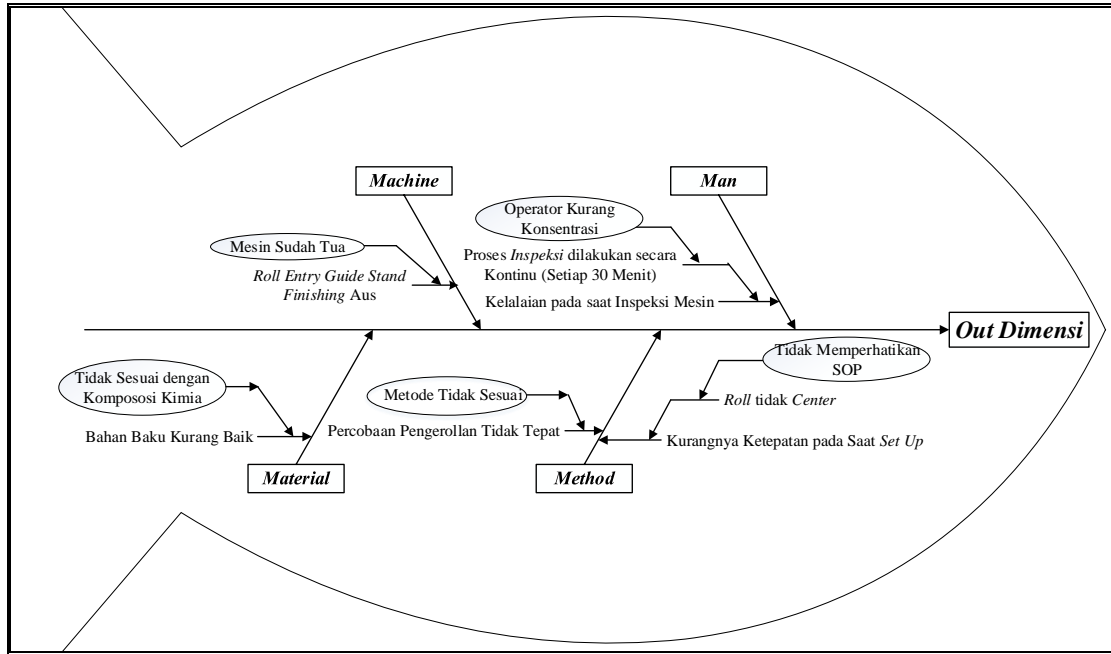 Machine
Man
Operator Kurang
Konsentrasi
Mesin Sudah Tua
Proses Inspeksi dilakukan secara
Kontinu (Setiap 30 Menit)
Roll Entry Guide Stand
Finishing Aus
Kelalaian pada saat Inspeksi Mesin
Out Dimensi
Tidak Memperhatikan
SOP
Tidak Sesuai dengan
Kompososi Kimia
Metode Tidak Sesuai
Roll tidak Center
Bahan Baku Kurang Baik
Percobaan Pengerollan Tidak Tepat
Kurangnya Ketepatan pada Saat Set Up
Material
Method